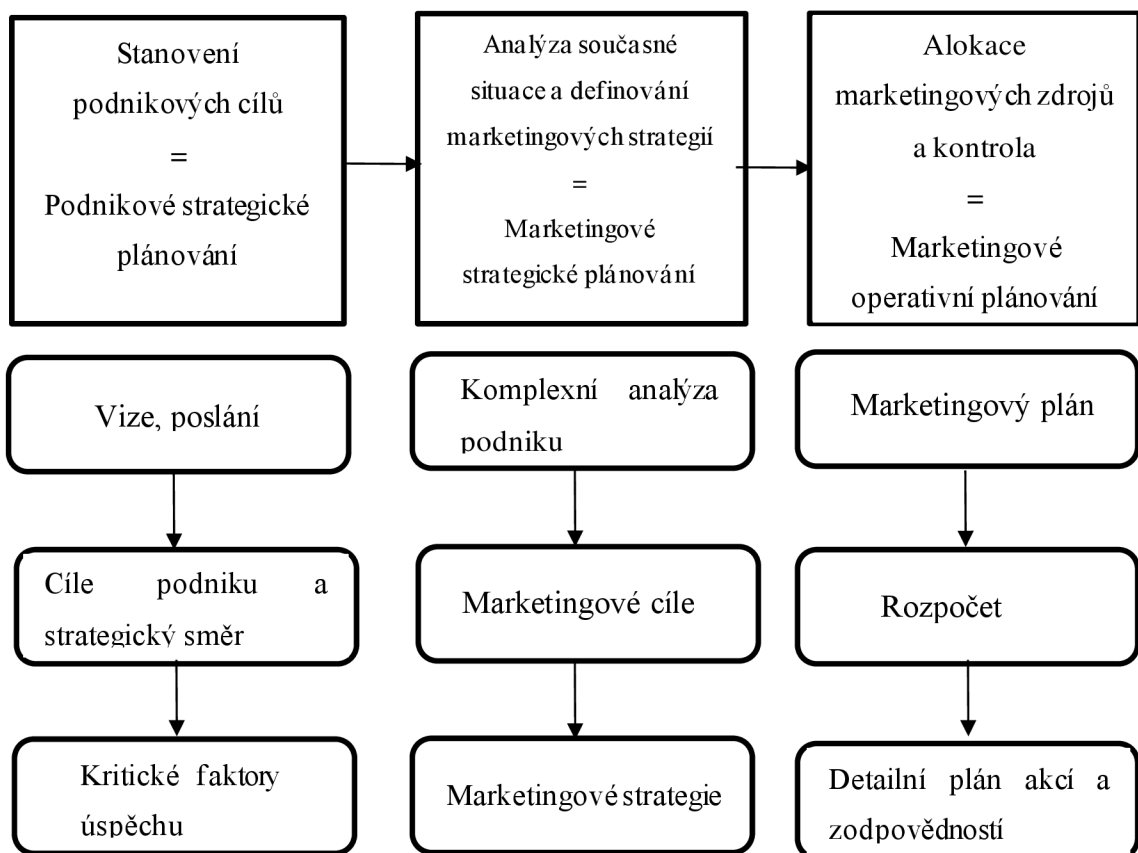 Stanovení
podnikových cílů
=
Podnikové strategické
plánování
Analýza současné
situace a definování
marketingových strategií
=
Marketingové
strategické plánování
Alokace
marketingových zdrojů
a kontrola
=
Marketingové
operativní plánování
Vize, poslání
Komplexní analýza
podniku
Marketingový plán
Cíle podniku a
strategický směr
Marketingové cíle
Rozpočet
Kritické faktory
úspěchu
Marketingové strategie
Detailní plán akcí a
zodpovědností